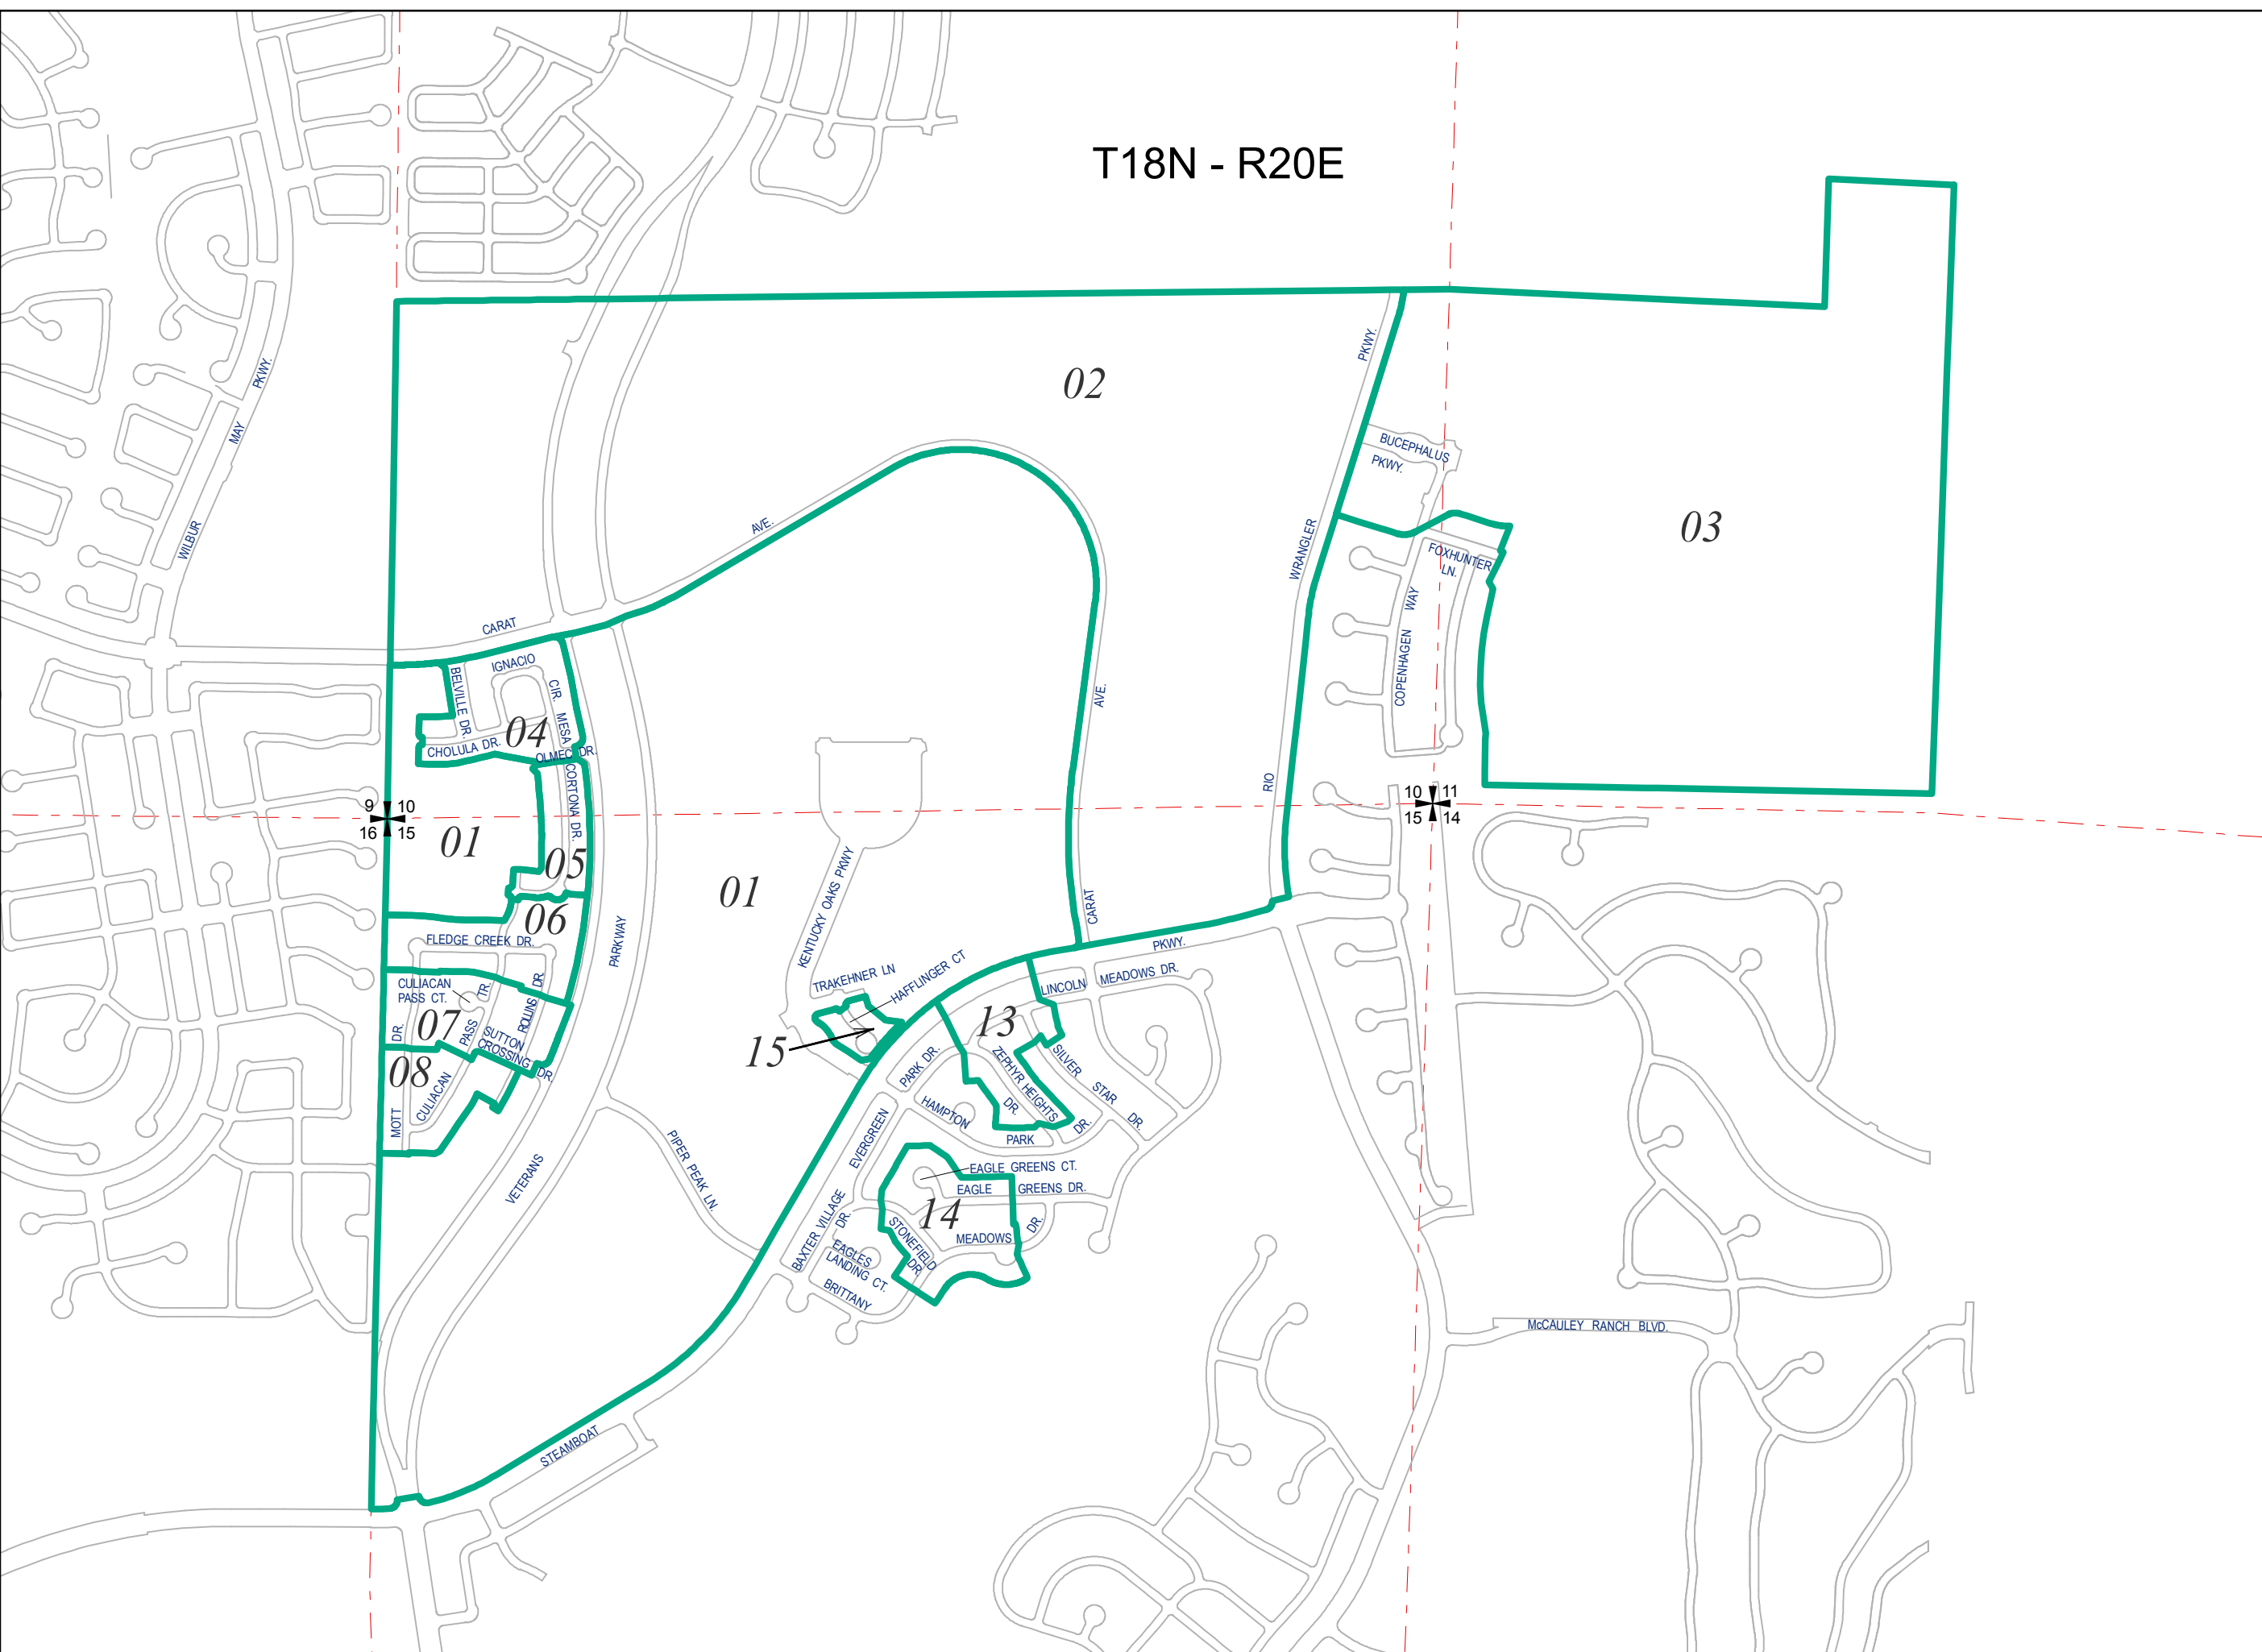 T18N - R20E
02
03
01
01
04
05
06
07
08
13
14
15
9 10
16 15
10 11
15 14
WILBUR
MAY
PKWY.
CARAT
AVE.
AVE.
CARAT
RIO
WRANGLER
PKWY.
BUCEPHALUS
PKWY.
FOXHUNTER
LN.
COPENHAGEN WAY
IGNACIO
CIR.
MESA
BELVILLE DR.
CHOLULA DR.
OLMEC DR.
CORTONA DR.
FLEDGE CREEK DR.
CULIACAN
PASS CT.
TR.
PASS
CULIACAN
ROLLINS DR.
SUTTON
CROSSING DR.
DR.
MOTT
VETERANS
PARKWAY
KENTUCKY OAKS PKWY
TRAKEHNER LN
HAFFLINGER CT
PIPER PEAK LN.
STEAMBOAT
PKWY.
LINCOLN
MEADOWS DR.
PARK DR.
EVERGREEN
HAMPTON
PARK
DR.
ZEPHYR HEIGHTS
DR.
SILVER STAR DR.
EAGLE GREENS CT.
EAGLE GREENS DR.
STONEFIELD
DR.
MEADOWS
DR.
BAXTER VILLAGE
DR.
EAGLES
LANDING CT.
BRITTANY
McCAULEY RANCH BLVD.